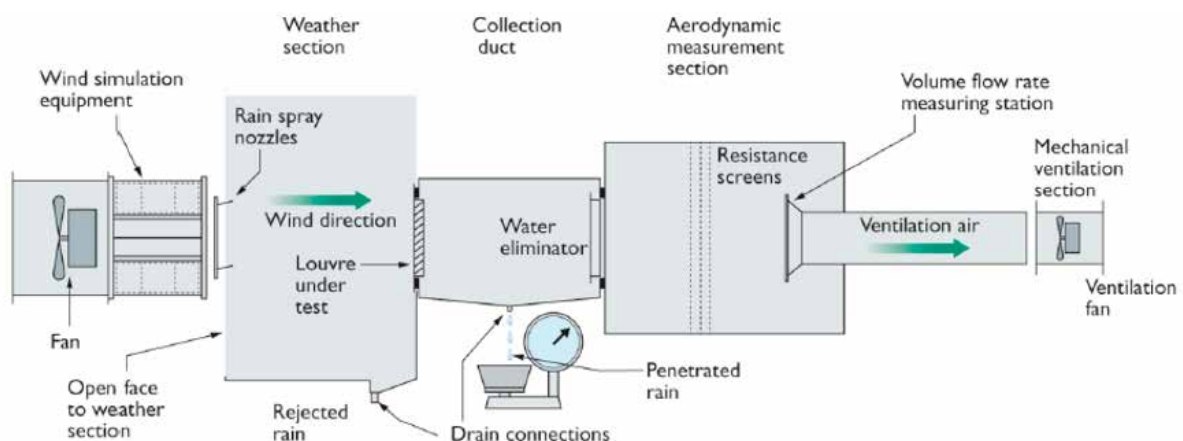 Weather
section
Collection
duct
Aerodynamic
measurement
section
Wind simulation
equipment
Volume flow rate
measuring station
Rain spray
nozzles
Resistance
screens
Mechanical
ventilation
section
Wind direction
Water
eliminator
Ventilation air
Louvre
under
test
Ventilation
fan
Fan
Open face
to weather
section
Penetrated
rain
Rejected
rain
Drain connections